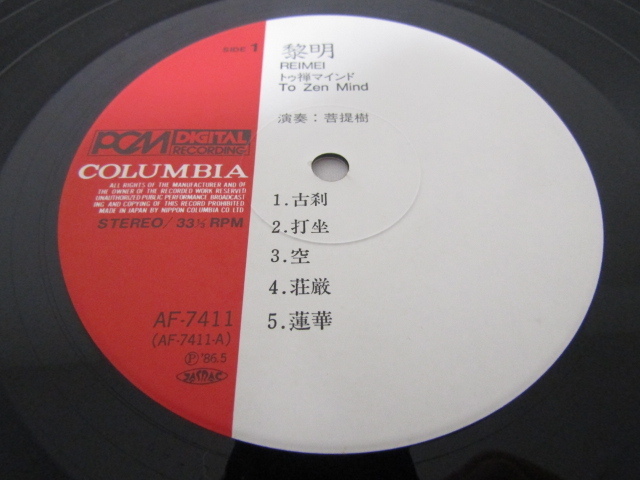 SIDE 1
黎明
REIMEI
トゥ禅マインド
To Zen Mind
演奏:菩提樹
PCM DIGITAL
RECORDING
COLUMBIA
ALL RIGHTS OF THE MANUFACTURER AND OF
THE OWNER OF THE RECORDED WORK RESERVED
UNAUTHORIZED PUBLIC PERFORMANCE BROADCAST
ING AND COPYING OF THIS RECORD PROHIBITED
MADE IN JAPAN BY NIPPON COLUMBIA CO LTD
STEREO/33⅓ RPM
1.古刹
2.打坐
3.空
4.荘厳
5.蓮華
AF-7411
(AF-7411-A)
Ⓟ'86.5
JASRAC